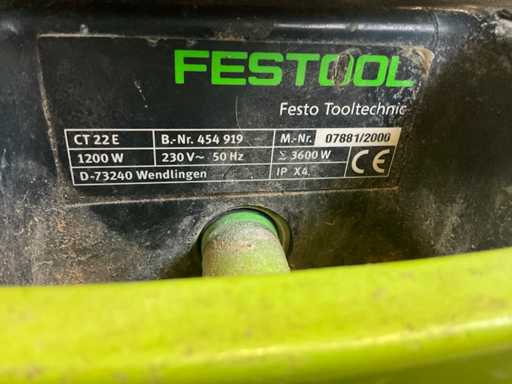 FESTOOL
Festo Tooltechnic
CT 22 E B.-Nr. 454 919 M.-Nr. 07881/2006
1200 W 230 V~ 50 Hz Σ 3600 W CE
D-73240 Wendlingen IP X4